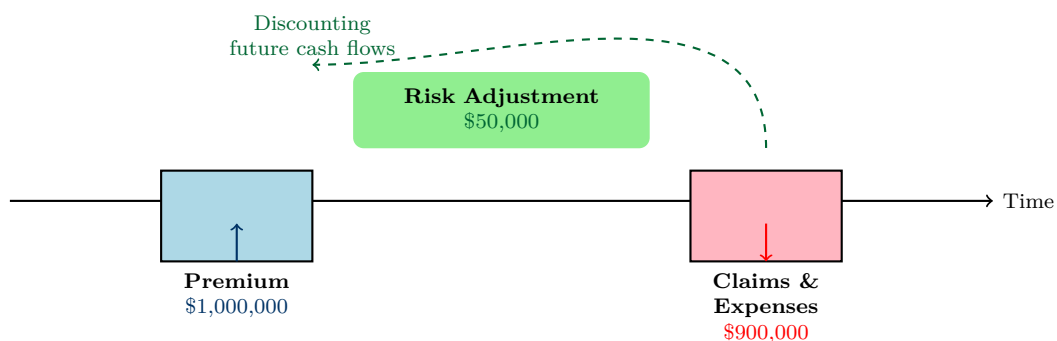 Discounting
future cash flows
Risk Adjustment
$50,000
Time
Premium
$1,000,000
Claims &
Expenses
$900,000